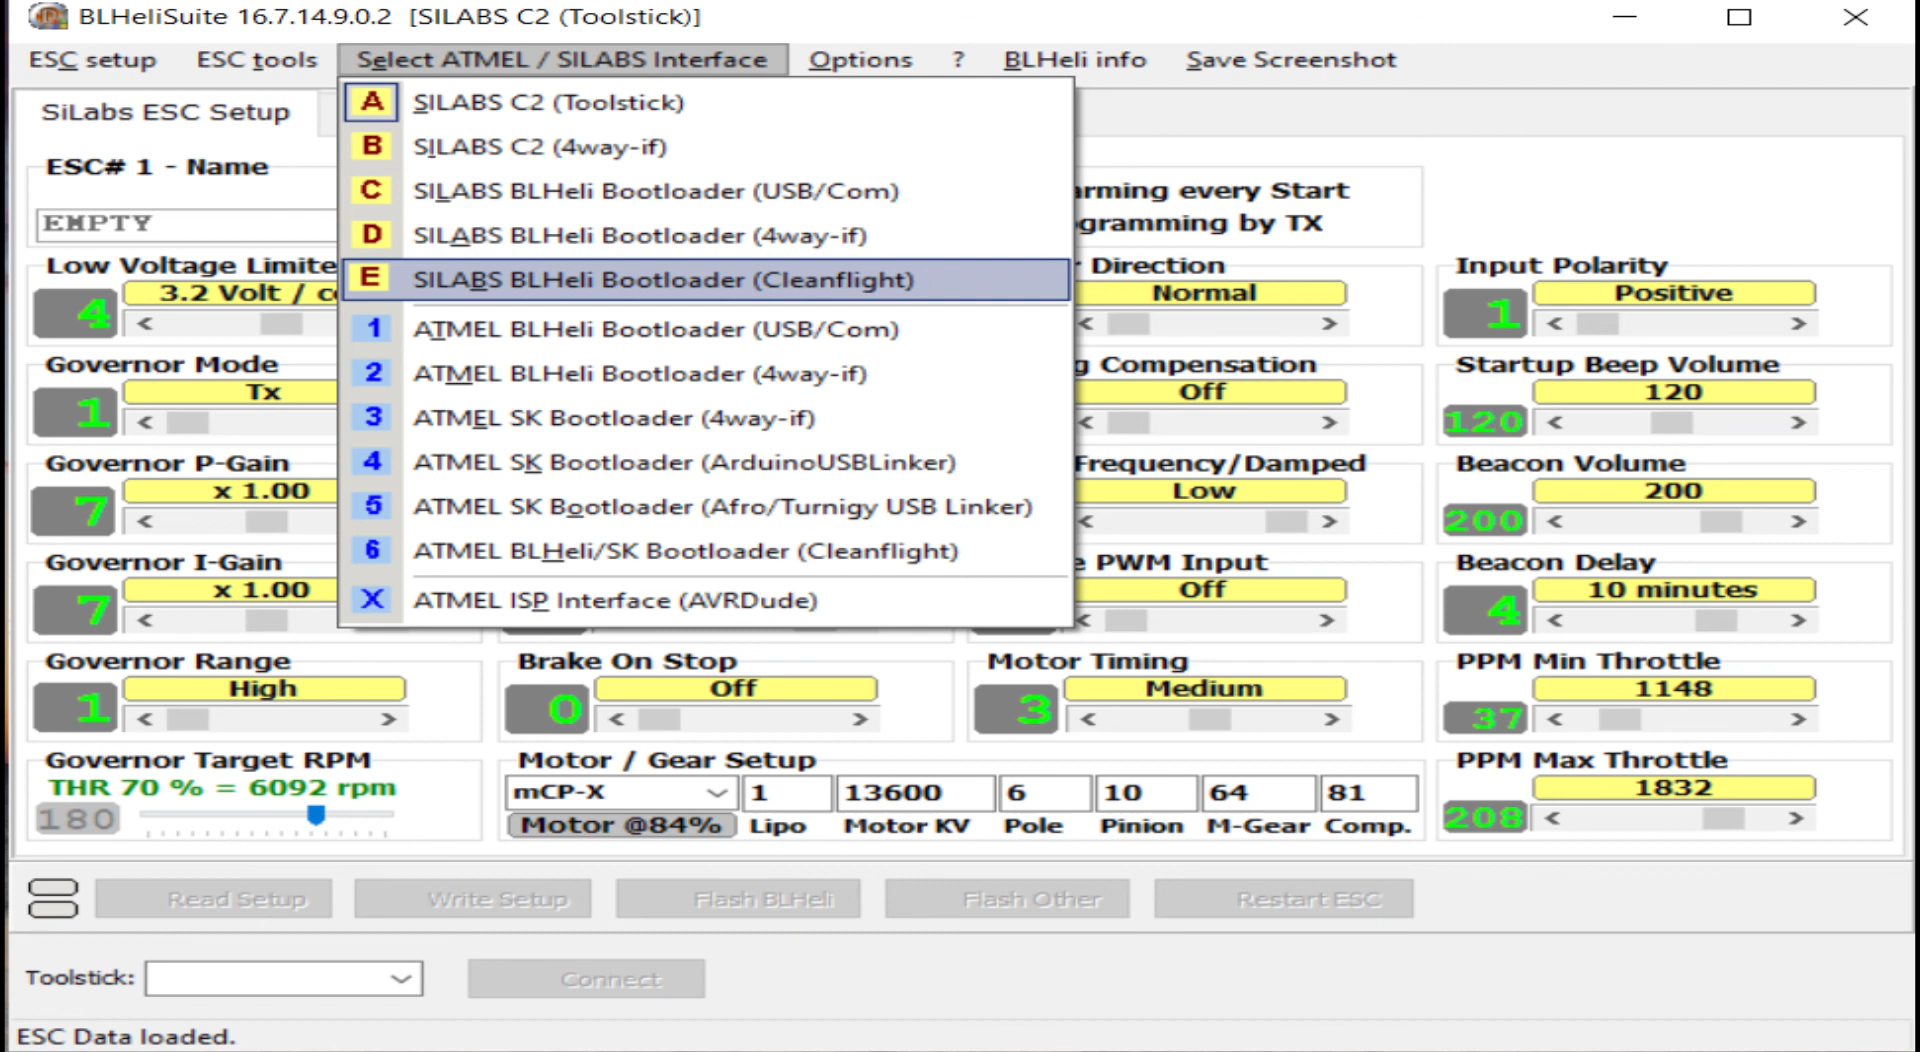 BLHeliSuite 16.7.14.9.0.2 [SILABS C2 (Toolstick)]
ESC setup ESC tools Select ATMEL / SILABS Interface Options ? BLHeli info Save Screenshot
SiLabs ESC Setup
A SILABS C2 (Toolstick)
B SILABS C2 (4way-if)
C SILABS BLHeli Bootloader (USB/Com)
D SILABS BLHeli Bootloader (4way-if)
E SILABS BLHeli Bootloader (Cleanflight)
1 ATMEL BLHeli Bootloader (USB/Com)
2 ATMEL BLHeli Bootloader (4way-if)
3 ATMEL SK Bootloader (4way-if)
4 ATMEL SK Bootloader (ArduinoUSBLinker)
5 ATMEL SK Bootloader (Afro/Turnigy USB Linker)
6 ATMEL BLHeli/SK Bootloader (Cleanflight)
X ATMEL ISP Interface (AVRDude)
ESC# 1 - Name
EMPTY
rming every Start
gramming by TX
Low Voltage Limite
3.2 Volt / c
4
Direction
Normal
Input Polarity
Positive
1
Governor Mode
Tx
1
g Compensation
Off
Startup Beep Volume
120
120
Governor P-Gain
x 1.00
7
Frequency/Damped
Low
Beacon Volume
200
200
Governor I-Gain
x 1.00
7
e PWM Input
Off
Beacon Delay
10 minutes
4
Governor Range
High
1
Brake On Stop
Off
0
Motor Timing
Medium
3
PPM Min Throttle
1148
37
Governor Target RPM
THR 70 % = 6092 rpm
180
Motor / Gear Setup
mCP-X 1 13600 6 10 64 81
Motor @84% Lipo Motor KV Pole Pinion M-Gear Comp.
PPM Max Throttle
1832
208
Read Setup Write Setup Flash BLHeli Flash Other Restart ESC
Toolstick: Connect
ESC Data loaded.